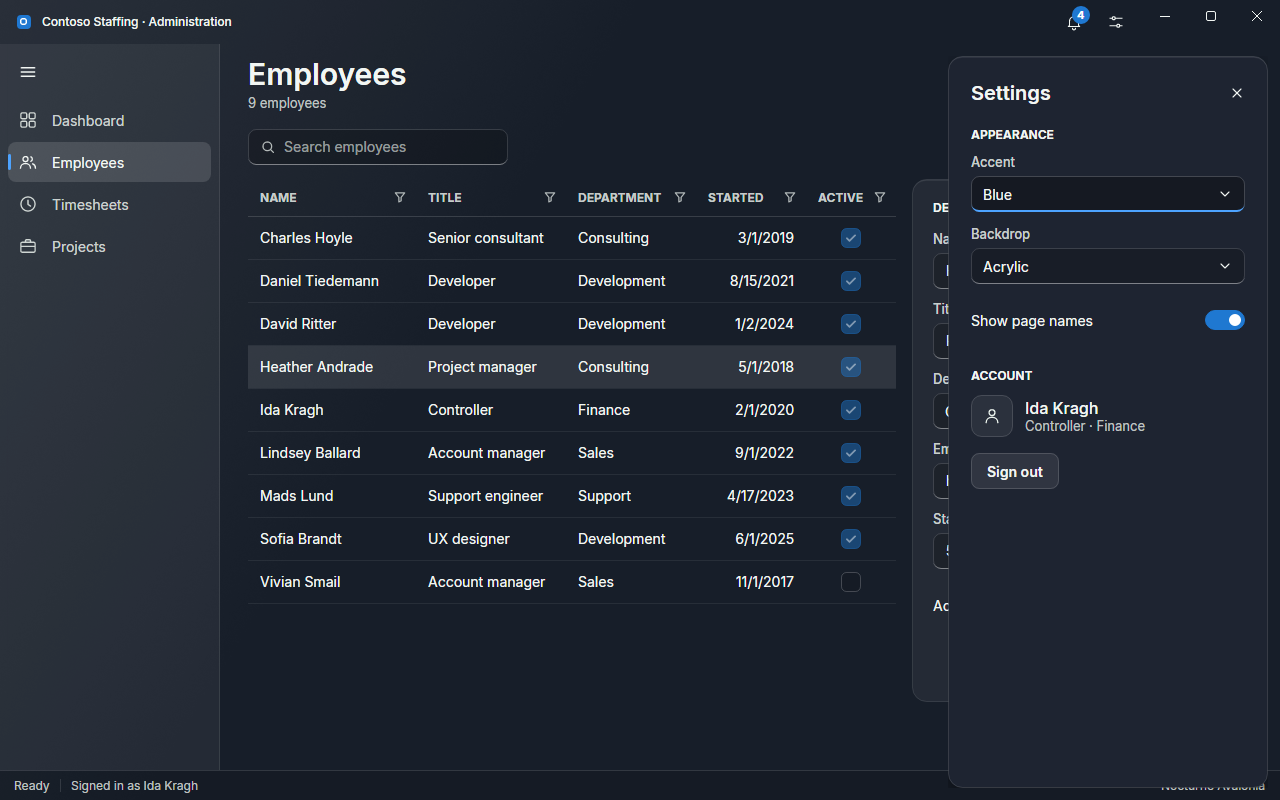 Contoso Staffing · Administration
4
Dashboard
Employees
Timesheets
Projects
Employees
9 employees
Search employees
NAME TITLE DEPARTMENT STARTED ACTIVE
Charles Hoyle Senior consultant Consulting 3/1/2019
Daniel Tiedemann Developer Development 8/15/2021
David Ritter Developer Development 1/2/2024
Heather Andrade Project manager Consulting 5/1/2018
Ida Kragh Controller Finance 2/1/2020
Lindsey Ballard Account manager Sales 9/1/2022
Mads Lund Support engineer Support 4/17/2023
Sofia Brandt UX designer Development 6/1/2025
Vivian Smail Account manager Sales 11/1/2017
Settings
APPEARANCE
Accent
Blue
Backdrop
Acrylic
Show page names
ACCOUNT
Ida Kragh
Controller · Finance
Sign out
Ready
Signed in as Ida Kragh